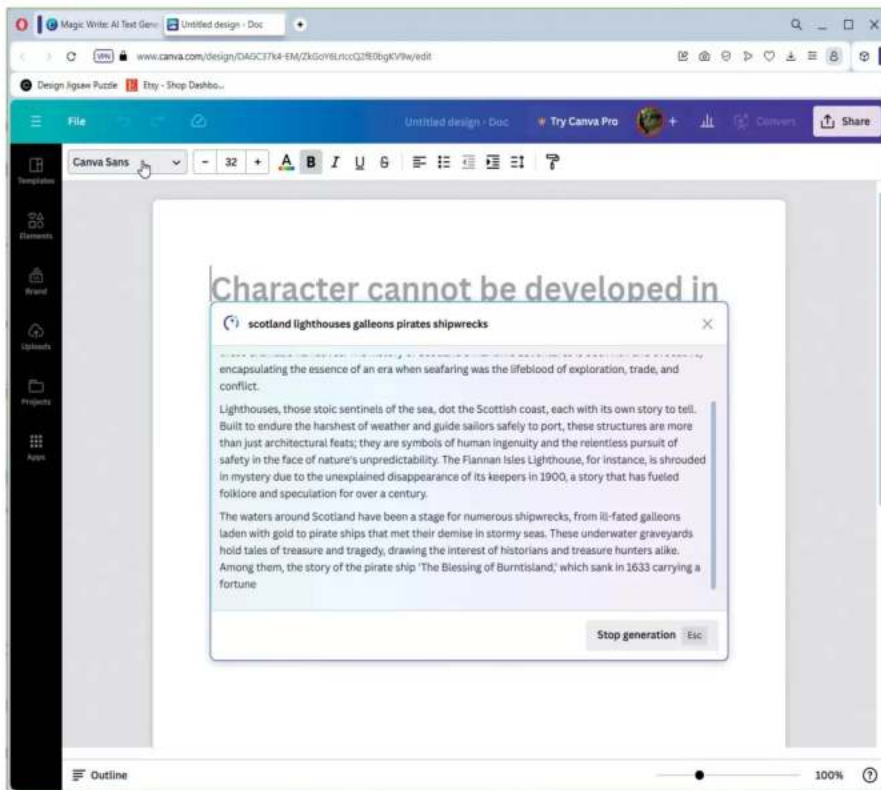 Magic Write: AI Text Gene
Untitled design - Doc
VPN
www.canva.com/design/DAGC37k4-EM/ZkGoY6LrtccQ2fE0bgKV9w/edit
Design Jigsaw Puzzle
Etsy - Shop Dashbo...
File
Untitled design - Doc
Try Canva Pro
Convert
Share
Canva Sans
- 32 +
A B I U S
Templates
Elements
Brand
Uploads
Projects
Apps
Character cannot be developed in
scotland lighthouses galleons pirates shipwrecks
encapsulating the essence of an era when seafaring was the lifeblood of exploration, trade, and
conflict.
Lighthouses, those stoic sentinels of the sea, dot the Scottish coast, each with its own story to tell.
Built to endure the harshest of weather and guide sailors safely to port, these structures are more
than just architectural feats; they are symbols of human ingenuity and the relentless pursuit of
safety in the face of nature's unpredictability. The Flannan Isles Lighthouse, for instance, is shrouded
in mystery due to the unexplained disappearance of its keepers in 1900, a story that has fueled
folklore and speculation for over a century.
The waters around Scotland have been a stage for numerous shipwrecks, from ill-fated galleons
laden with gold to pirate ships that met their demise in stormy seas. These underwater graveyards
hold tales of treasure and tragedy, drawing the interest of historians and treasure hunters alike.
Among them, the story of the pirate ship 'The Blessing of Burntisland,' which sank in 1633 carrying a
fortune
Stop generation Esc
Outline
100%